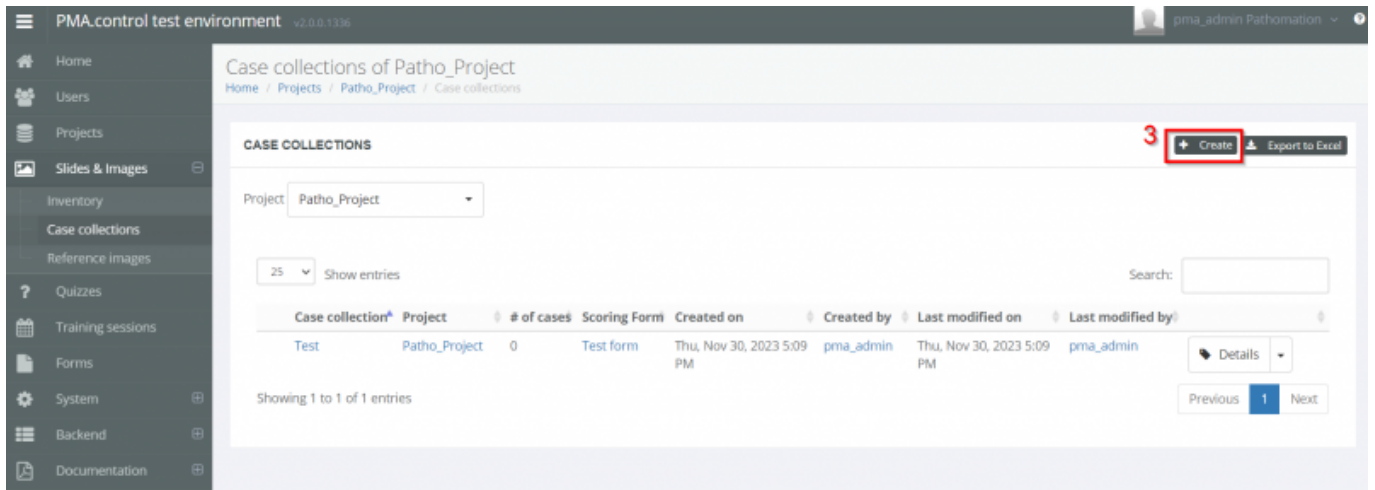 PMA.control test environment v2.0.0.1336
pma_admin Pathomation
Home
Users
Projects
Slides & Images
Inventory
Case collections
Reference images
Quizzes
Training sessions
Forms
System
Backend
Documentation
Case collections of Patho_Project
Home / Projects / Patho_Project / Case collections
CASE COLLECTIONS
3
+ Create
Export to Excel
Project Patho_Project
25 Show entries
Search:
Case collection Project # of cases Scoring Form Created on Created by Last modified on Last modified by
Test Patho_Project 0 Test form Thu, Nov 30, 2023 5:09 pma_admin Thu, Nov 30, 2023 5:09 pma_admin Details
PM PM
Showing 1 to 1 of 1 entries
Previous 1 Next